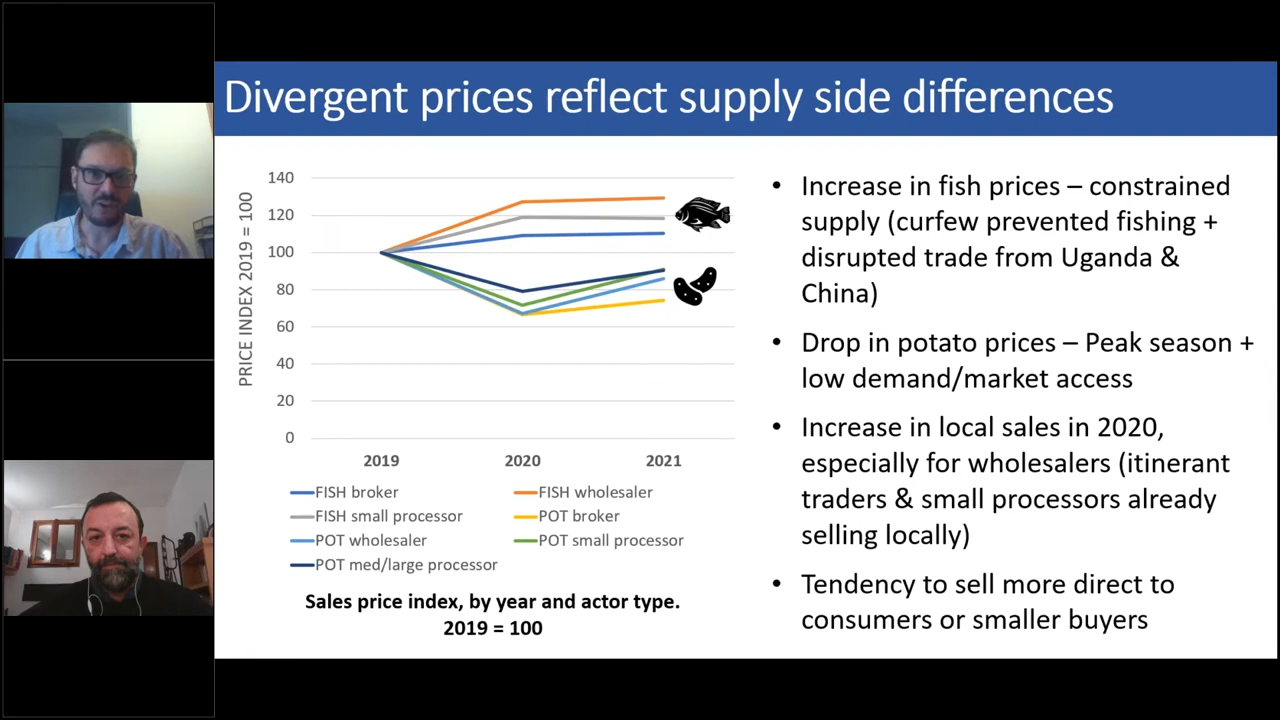 Divergent prices reflect supply side differences
PRICE INDEX 2019 = 100
140
120
100
80
60
40
20
0
2019 2020 2021
FISH broker
FISH wholesaler
FISH small processor
POT broker
POT wholesaler
POT small processor
POT med/large processor
Sales price index, by year and actor type.
2019 = 100
• Increase in fish prices – constrained
supply (curfew prevented fishing +
disrupted trade from Uganda &
China)
• Drop in potato prices – Peak season +
low demand/market access
• Increase in local sales in 2020,
especially for wholesalers (itinerant
traders & small processors already
selling locally)
• Tendency to sell more direct to
consumers or smaller buyers